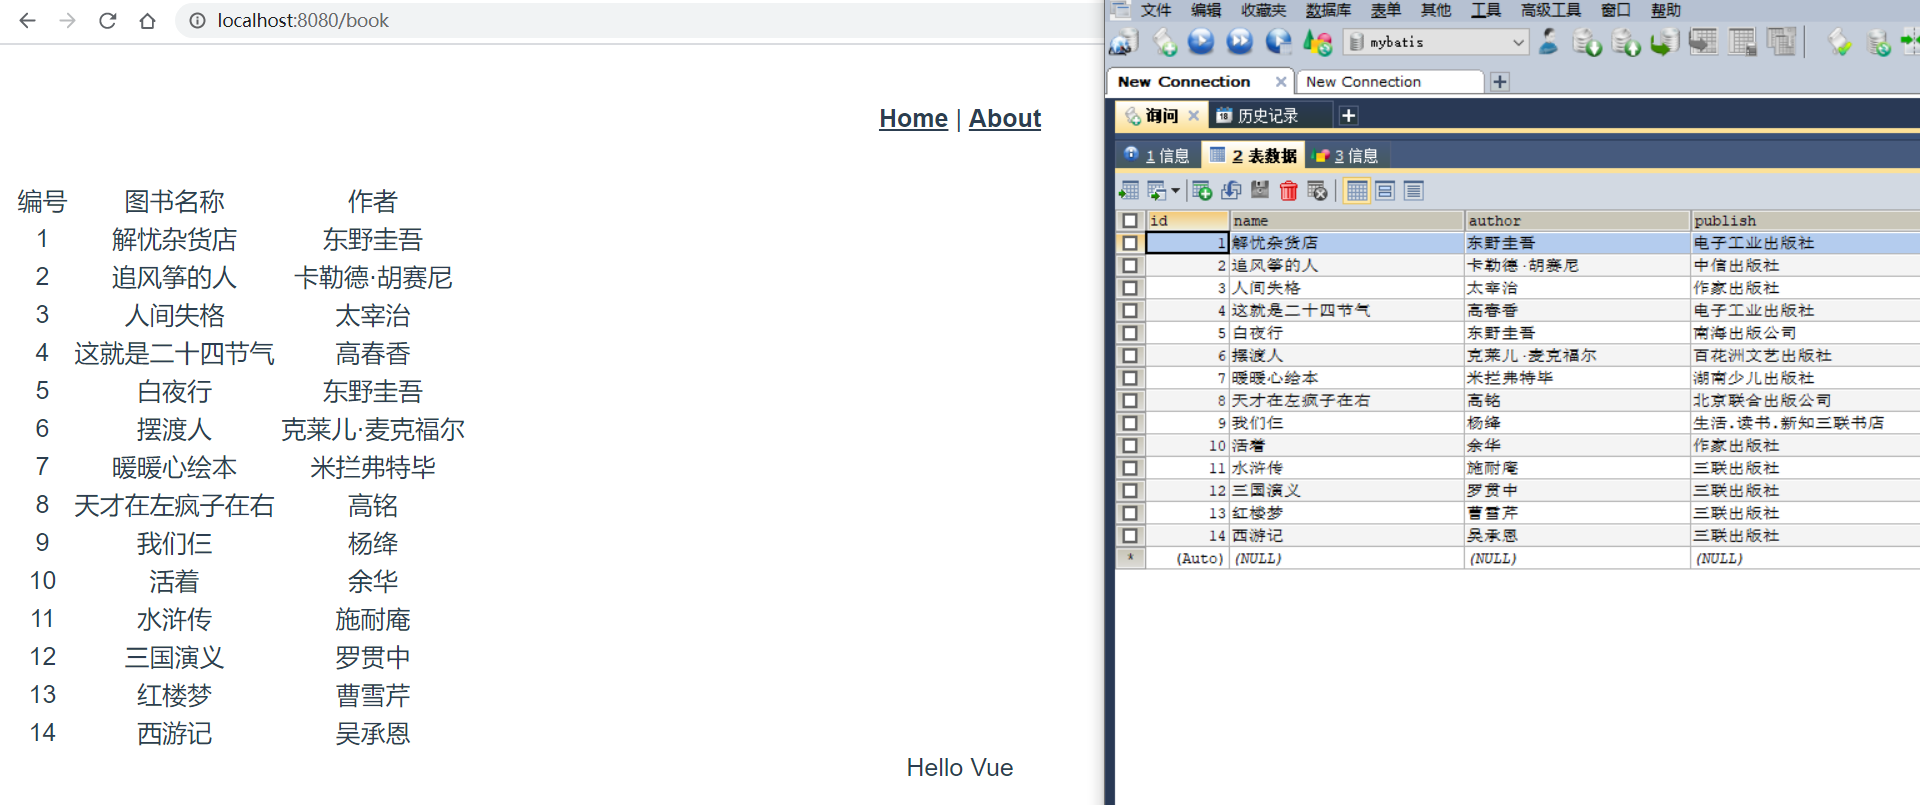 localhost:8080/book
Home | About
编号 图书名称 作者
1 解忧杂货店 东野圭吾
2 追风筝的人 卡勒德·胡赛尼
3 人间失格 太宰治
4 这就是二十四节气 高春香
5 白夜行 东野圭吾
6 摆渡人 克莱儿·麦克福尔
7 暖暖心绘本 米拦弗特毕
8 天才在左疯子在右 高铭
9 我们仨 杨绛
10 活着 余华
11 水浒传 施耐庵
12 三国演义 罗贯中
13 红楼梦 曹雪芹
14 西游记 吴承恩
Hello Vue
文件 编辑 收藏夹 数据库 表单 其他 工具 高级工具 窗口 帮助
mybatis
New Connection New Connection
询问 18 历史记录
1 信息 2 表数据 3 信息
id name author publish
1 解忧杂货店 东野圭吾 电子工业出版社
2 追风筝的人 卡勒德·胡赛尼 中信出版社
3 人间失格 太宰治 作家出版社
4 这就是二十四节气 高春香 电子工业出版社
5 白夜行 东野圭吾 南海出版公司
6 摆渡人 克莱儿·麦克福尔 百花洲文艺出版社
7 暖暖心绘本 米拦弗特毕 湖南少儿出版社
8 天才在左疯子在右 高铭 北京联合出版公司
9 我们仨 杨绛 生活.读书.新知三联书店
10 活着 余华 作家出版社
11 水浒传 施耐庵 三联出版社
12 三国演义 罗贯中 三联出版社
13 红楼梦 曹雪芹 三联出版社
14 西游记 吴承恩 三联出版社
* (Auto) (NULL) (NULL) (NULL)